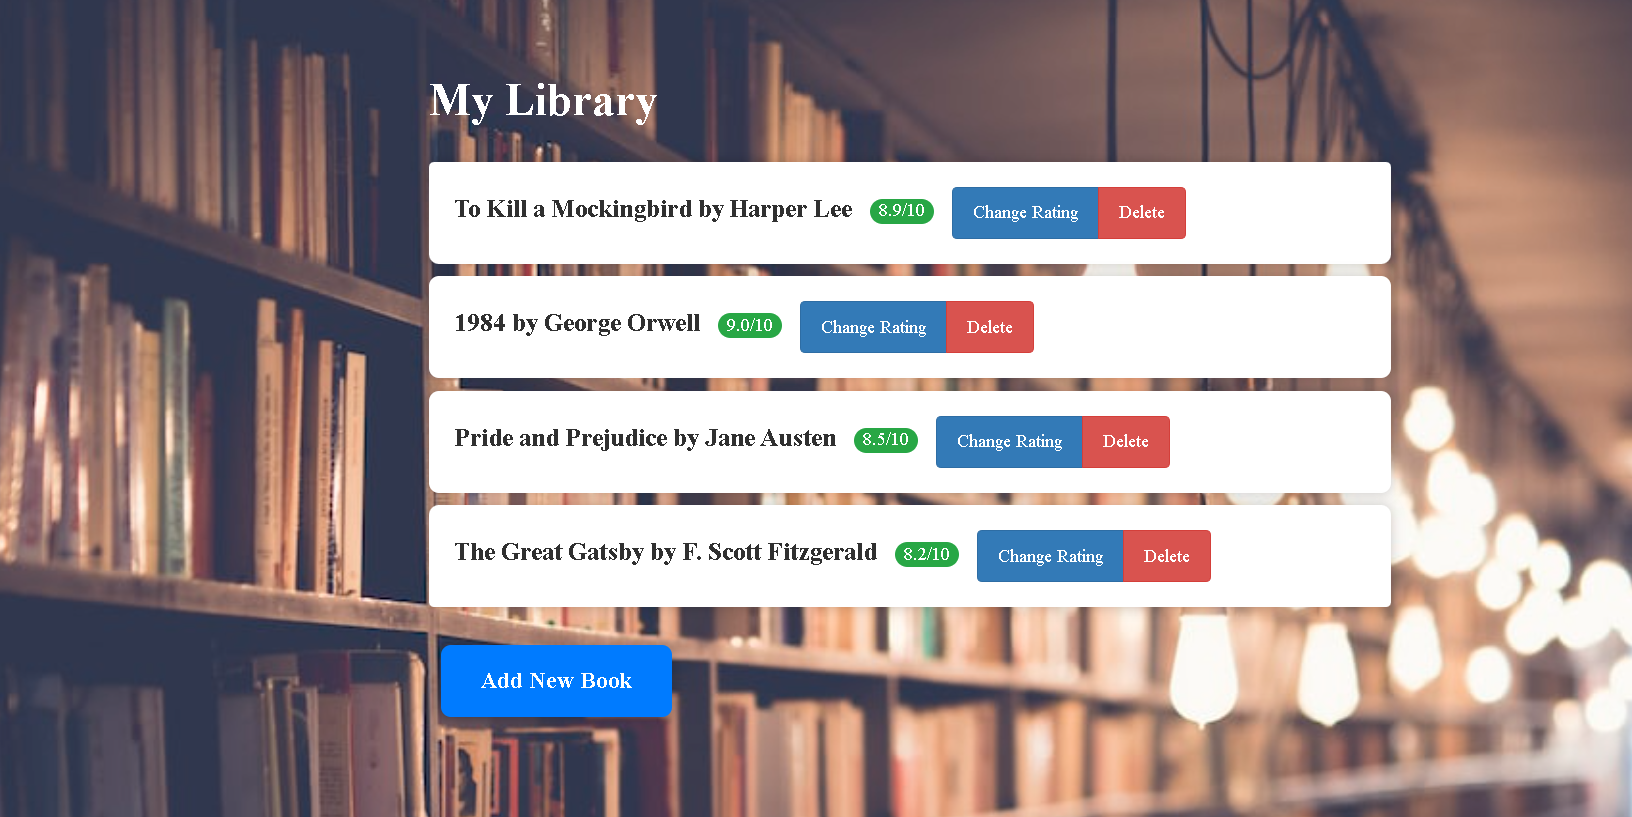 My Library
To Kill a Mockingbird by Harper Lee 8.9/10 Change Rating Delete
1984 by George Orwell 9.0/10 Change Rating Delete
Pride and Prejudice by Jane Austen 8.5/10 Change Rating Delete
The Great Gatsby by F. Scott Fitzgerald 8.2/10 Change Rating Delete
Add New Book